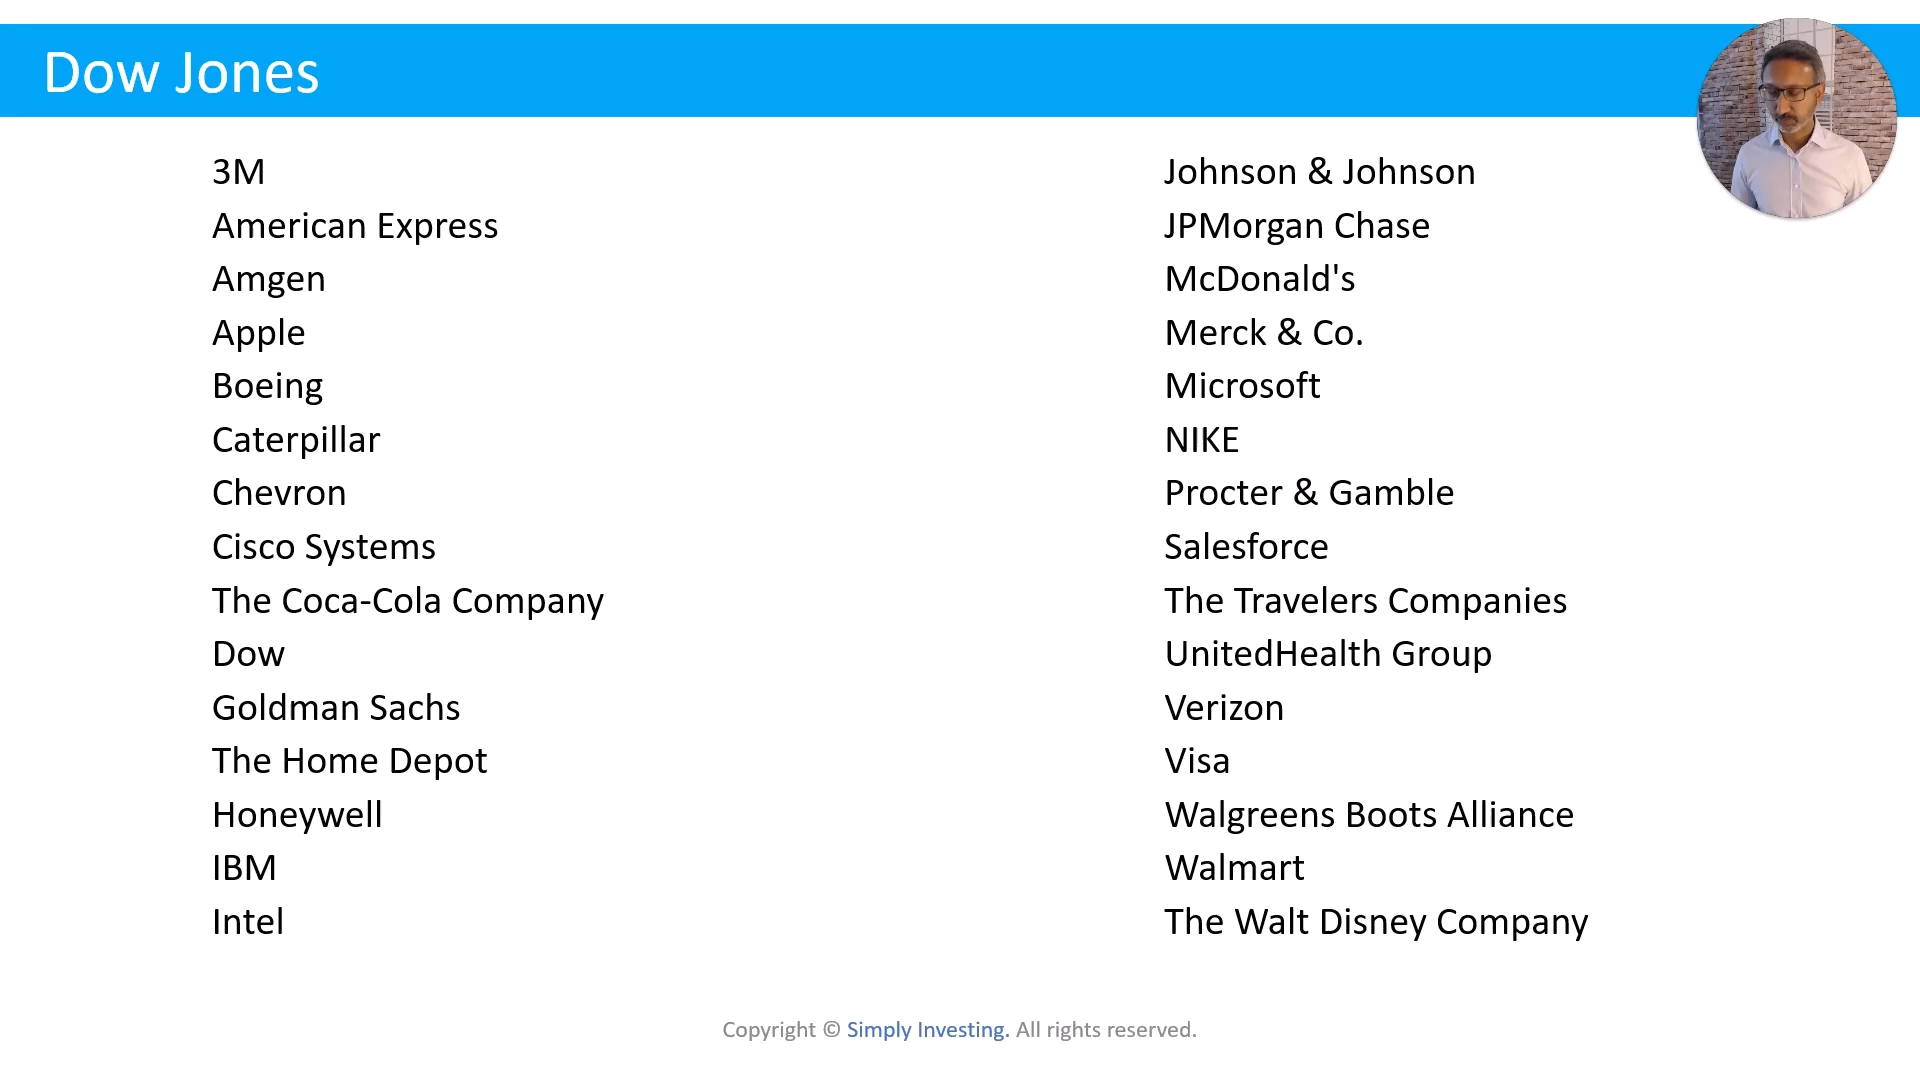 Dow Jones
3M
American Express
Amgen
Apple
Boeing
Caterpillar
Chevron
Cisco Systems
The Coca-Cola Company
Dow
Goldman Sachs
The Home Depot
Honeywell
IBM
Intel
Johnson & Johnson
JPMorgan Chase
McDonald's
Merck & Co.
Microsoft
NIKE
Procter & Gamble
Salesforce
The Travelers Companies
UnitedHealth Group
Verizon
Visa
Walgreens Boots Alliance
Walmart
The Walt Disney Company
Copyright © Simply Investing. All rights reserved.